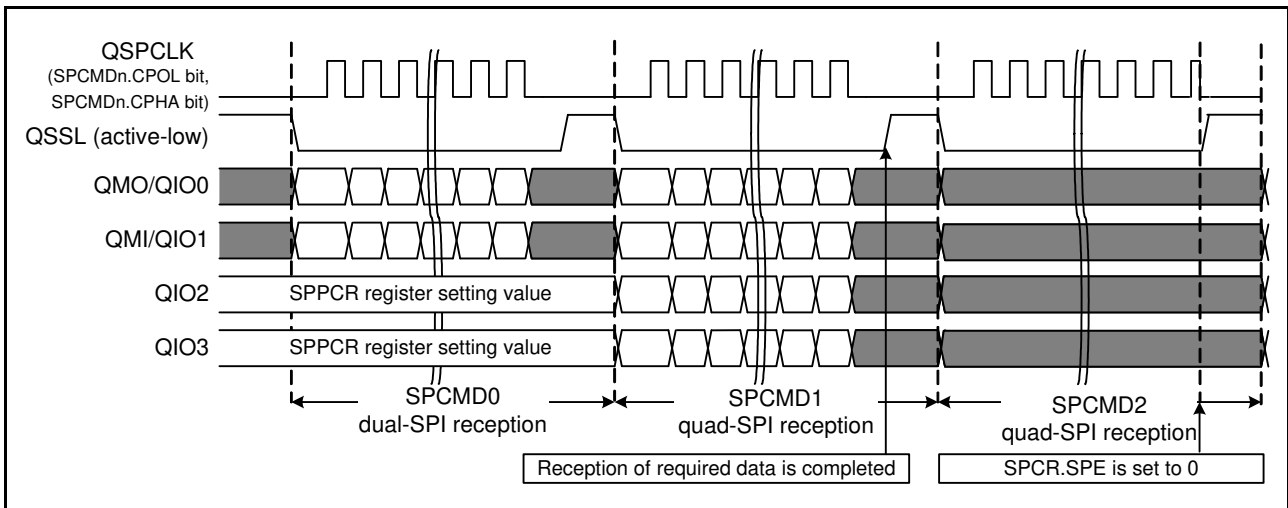 QSPCLK
(SPCMDn.CPOL bit,
SPCMDn.CPHA bit)
QSSL (active-low)
QMO/QIO0
QMI/QIO1
QIO2
SPPCR register setting value
QIO3
SPPCR register setting value
SPCMD0
dual-SPI reception
SPCMD1
quad-SPI reception
SPCMD2
quad-SPI reception
Reception of required data is completed
SPCR.SPE is set to 0